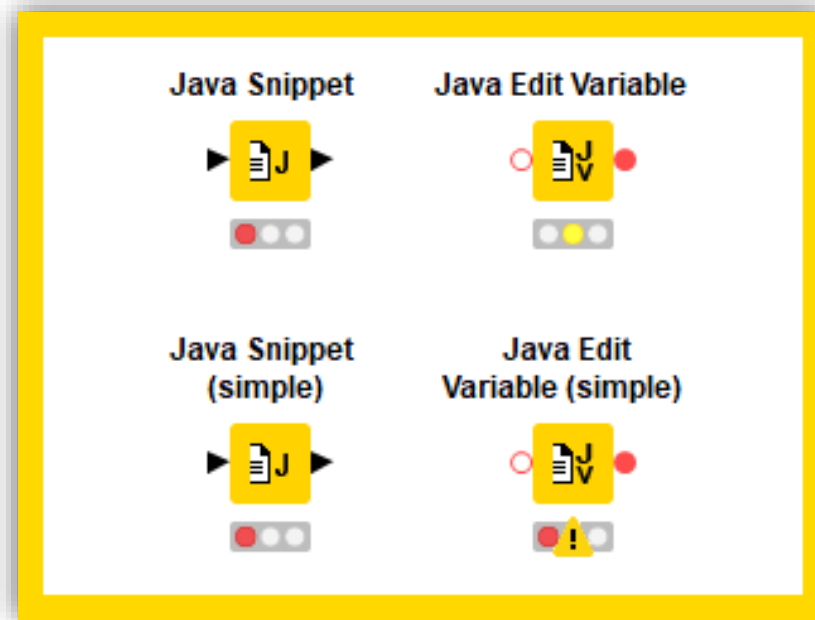 Java Snippet
Java Edit Variable
J
J
V
Java Snippet
(simple)
Java Edit
Variable (simple)
J
J
V
!